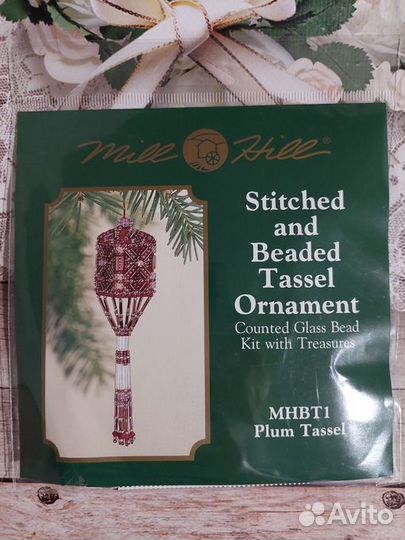 Mill Hill®
Stitched
and
Beaded
Tassel
Ornament
Counted Glass Bead
Kit with Treasures
MHBT1
Plum Tassel
Avito